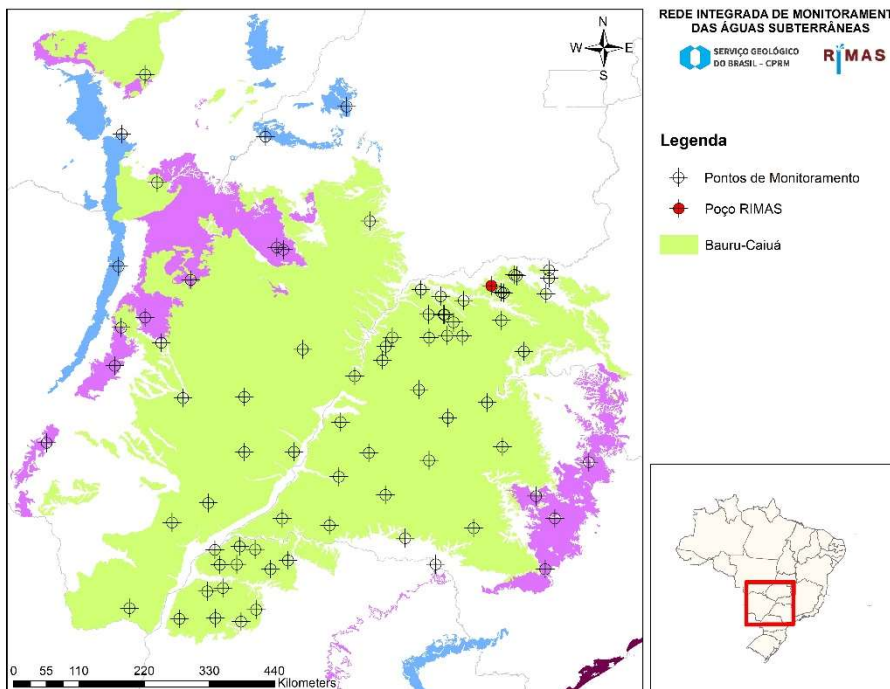 REDE INTEGRADA DE MONITORAMENT
DAS ÁGUAS SUBTERRÂNEAS
SERVIÇO GEOLÓGICO
DO BRASIL – CPRM
RIMAS
N
W E
S
Legenda
Pontos de Monitoramento
Poço RIMAS
Bauru-Caiuá
0 55 110 220 330 440
Kilometers